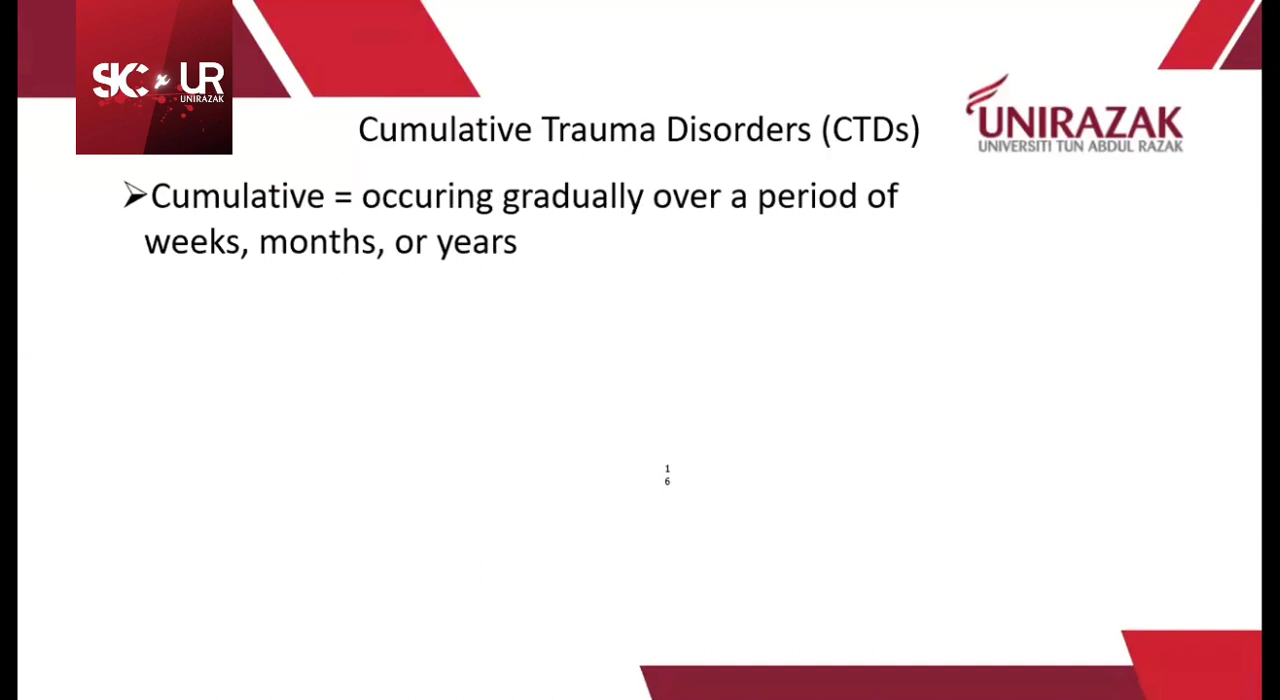 SIC x UR
UNIRAZAK
UNIRAZAK
UNIVERSITI TUN ABDUL RAZAK
Cumulative Trauma Disorders (CTDs)
➢Cumulative = occuring gradually over a period of
weeks, months, or years
1
6